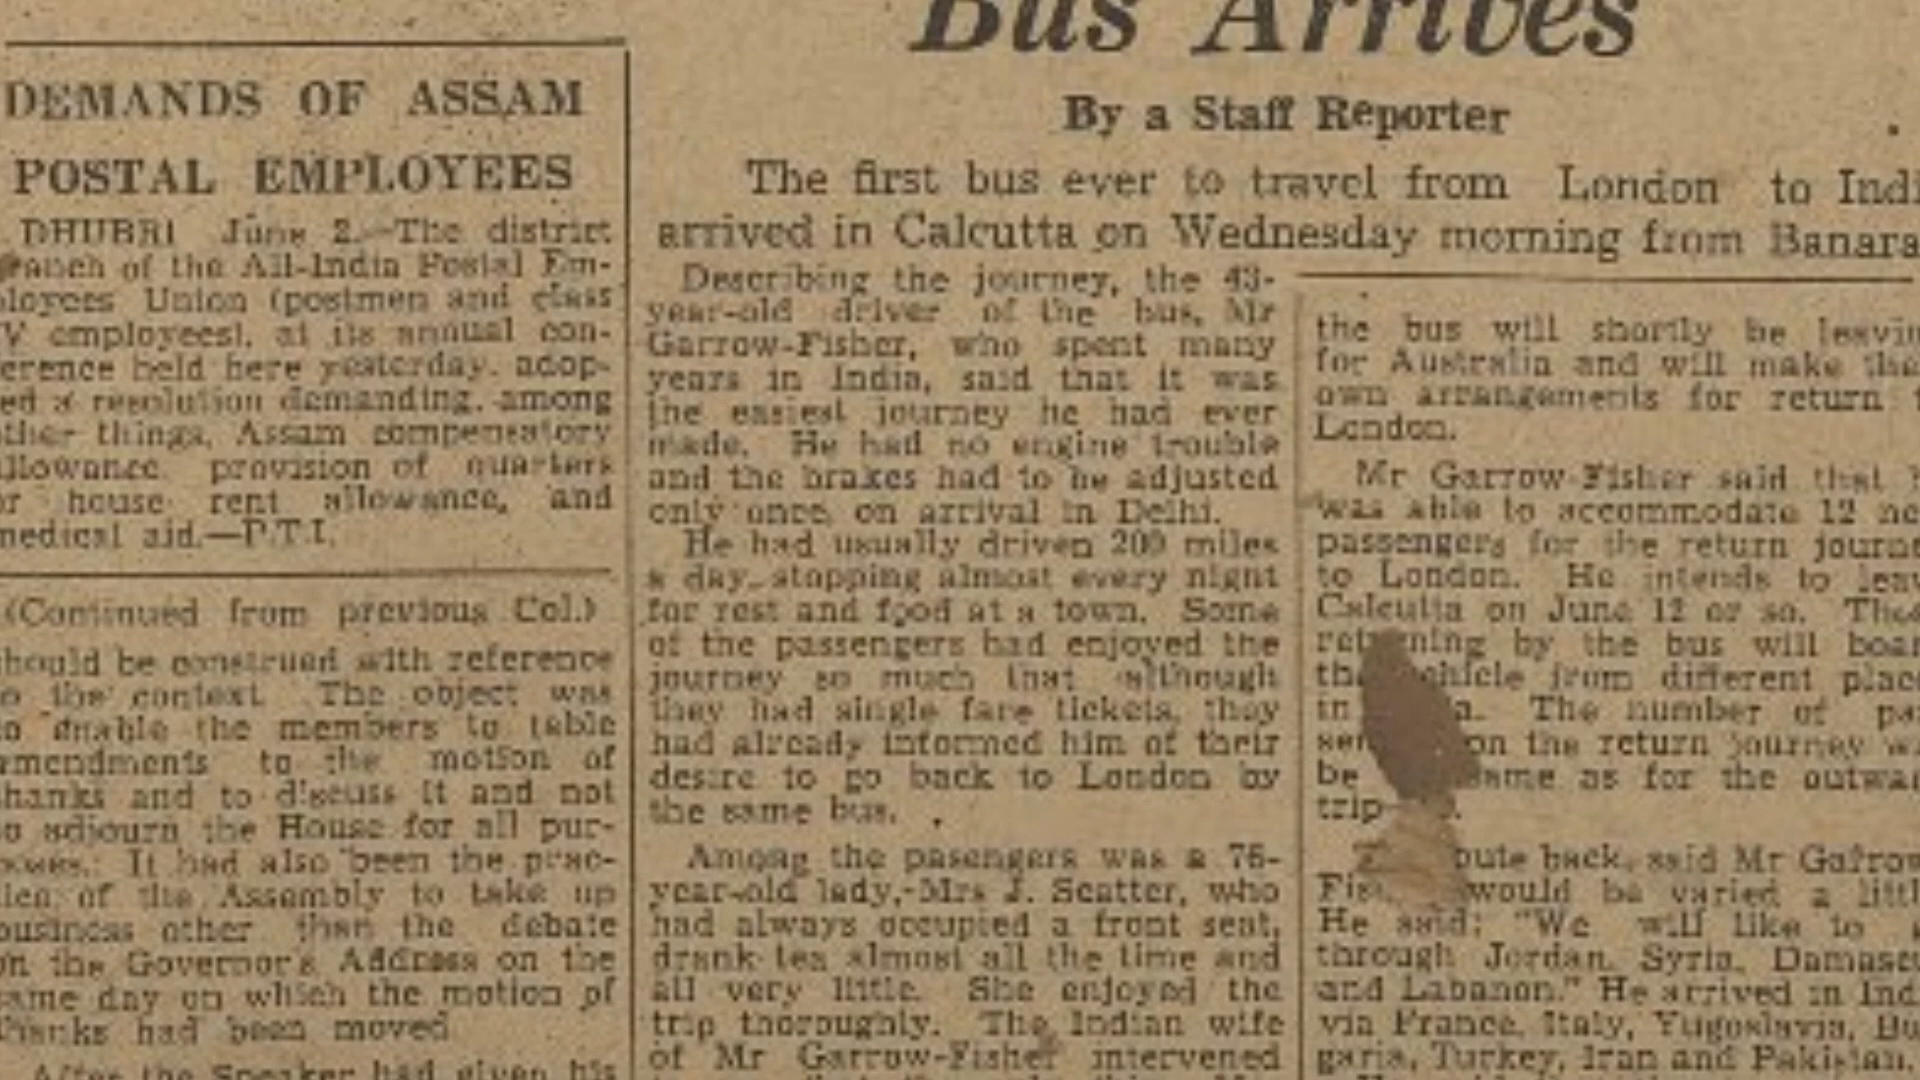 Bus Arrives
By a Staff Reporter
DEMANDS OF ASSAM
POSTAL EMPLOYEES
DHUBRI June 2.—The district
of the All-India Postal Em-
ployees Union (postmen and class
employees), at its annual con-
ference held here yesterday, adop-
ed a resolution demanding, among
other things, Assam compensatory
allowance, provision of quarters
or house rent allowance, and
medical aid.—P.T.I.
(Continued from previous Col.)
should be construed with reference
to the context. The object was
to enable the members to table
amendments to the motion of
thanks and to discuss it and not
to adjourn the House for all pur-
It had also been the prac-
tice of the Assembly to take up
business other than the debate
on the Governor's Address on the
same day on which the motion of
thanks had been moved
After the Speaker had given his
The first bus ever to travel from London to Indi
arrived in Calcutta on Wednesday morning from Banara
Describing the journey, the 43-
year-old driver of the bus, Mr
Garrow-Fisher, who spent many
years in India, said that it was
the easiest journey he had ever
made. He had no engine trouble
and the brakes had to be adjusted
only once, on arrival in Delhi.
He had usually driven 200 miles
a day, stopping almost every night
for rest and food at a town. Some
of the passengers had enjoyed the
journey so much that although
they had single fare tickets, they
had already informed him of their
desire to go back to London by
the same bus.
Among the pasengers was a 76-
year-old lady, Mrs J. Scatter, who
had always occupied a front seat,
drank tea almost all the time and
all very little. She enjoyed the
trip thoroughly. The Indian wife
of Mr Garrow-Fisher intervened
the bus will shortly be leavin
for Australia and will make the
own arrangements for return
London.
Mr Garrow-Fisher said that
was able to accommodate 12 ne
passengers for the return journe
to London. He intends to leav
Calcutta on June 12 or so. Thos
returning by the bus will boar
the vehicle from different place
in The number of pa
on the return journey
be same as for the outwar
trip
back, said Mr Garrow
would be varied a littl
He said: "We will like to
through Jordan, Syria, Damascu
and Labanon." He arrived in Ind
via France, Italy, Yugoslavia, Bu
garia, Turkey, Iran and Pakistan.